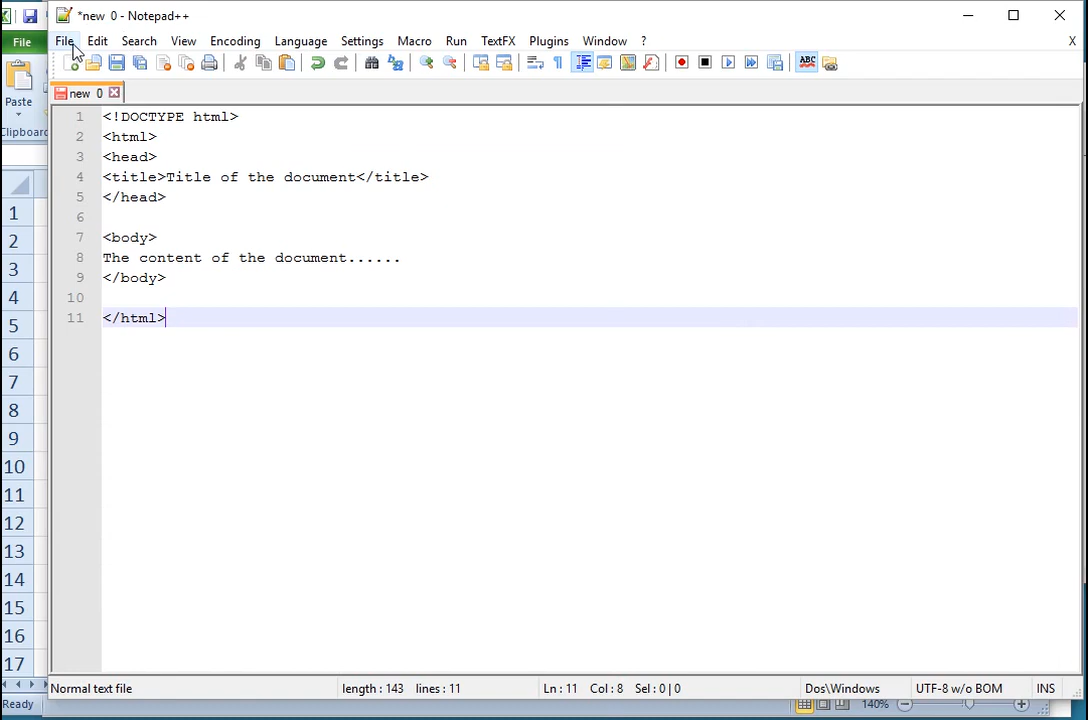 *new 0 - Notepad++
File Edit Search View Encoding Language Settings Macro Run TextFX Plugins Window ? X
ABC
new 0
1 <!DOCTYPE html>
2 <html>
3 <head>
4 <title>Title of the document</title>
5 </head>
6
7 <body>
8 The content of the document......
9 </body>
10
11 </html>
Normal text file length : 143 lines : 11 Ln : 11 Col : 8 Sel : 0 | 0 Dos\Windows UTF-8 w/o BOM INS
File
Paste
Clipboard
1
2
3
4
5
6
7
8
9
10
11
12
13
14
15
16
17
Ready 140%